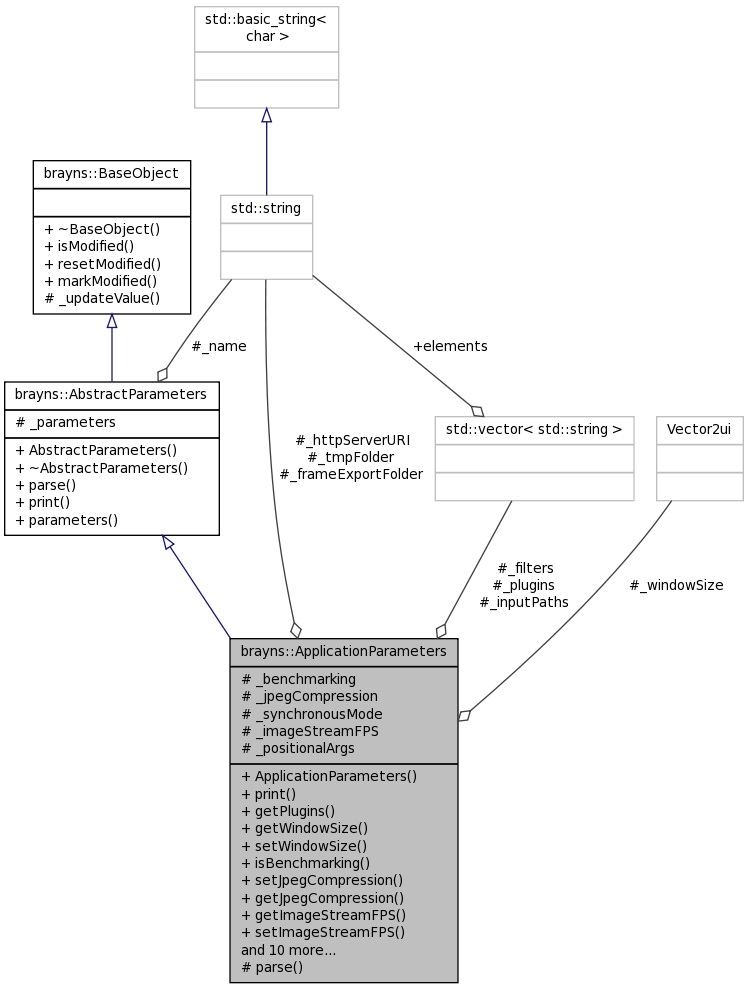 std::basic_string<
char >
brayns::BaseObject
+ ~BaseObject()
+ isModified()
+ resetModified()
+ markModified()
# _updateValue()
std::string
#_name
+elements
brayns::AbstractParameters
# _parameters
+ AbstractParameters()
+ ~AbstractParameters()
+ parse()
+ print()
+ parameters()
#_httpServerURI
#_tmpFolder
#_frameExportFolder
std::vector< std::string >
Vector2ui
#_filters
#_plugins
#_inputPaths
#_windowSize
brayns::ApplicationParameters
# _benchmarking
# _jpegCompression
# _synchronousMode
# _imageStreamFPS
# _positionalArgs
+ ApplicationParameters()
+ print()
+ getPlugins()
+ getWindowSize()
+ setWindowSize()
+ isBenchmarking()
+ setJpegCompression()
+ getJpegCompression()
+ getImageStreamFPS()
+ setImageStreamFPS()
and 10 more...
# parse()